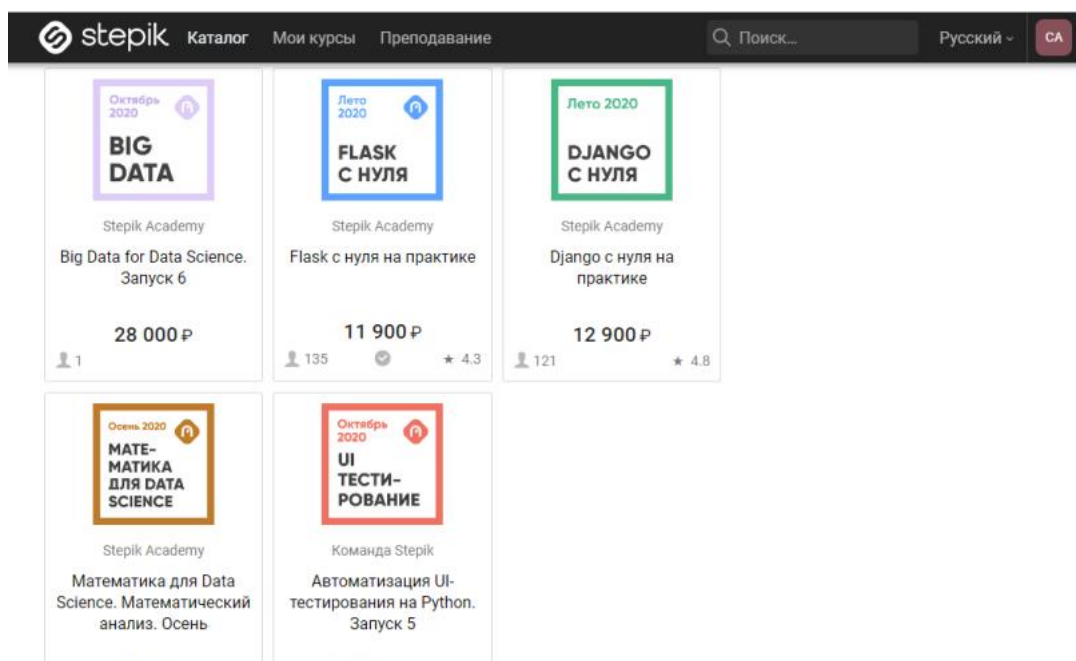 stepik Каталог Мои курсы Преподавание Поиск... Русский CA
Октябрь
2020
BIG
DATA
Stepik Academy
Big Data for Data Science.
Запуск 6
28 000 ₽
1
Лето
2020
FLASK
С НУЛЯ
Stepik Academy
Flask с нуля на практике
11 900 ₽
135 ★ 4.3
Лето 2020
DJANGO
С НУЛЯ
Stepik Academy
Django с нуля на
практике
12 900 ₽
121 ★ 4.8
Осень 2020
МАТЕ-
МАТИКА
ДЛЯ DATA
SCIENCE
Stepik Academy
Математика для Data
Science. Математический
анализ. Осень
Октябрь
2020
UI
ТЕСТИ-
РОВАНИЕ
Команда Stepik
Автоматизация UI-
тестирования на Python.
Запуск 5